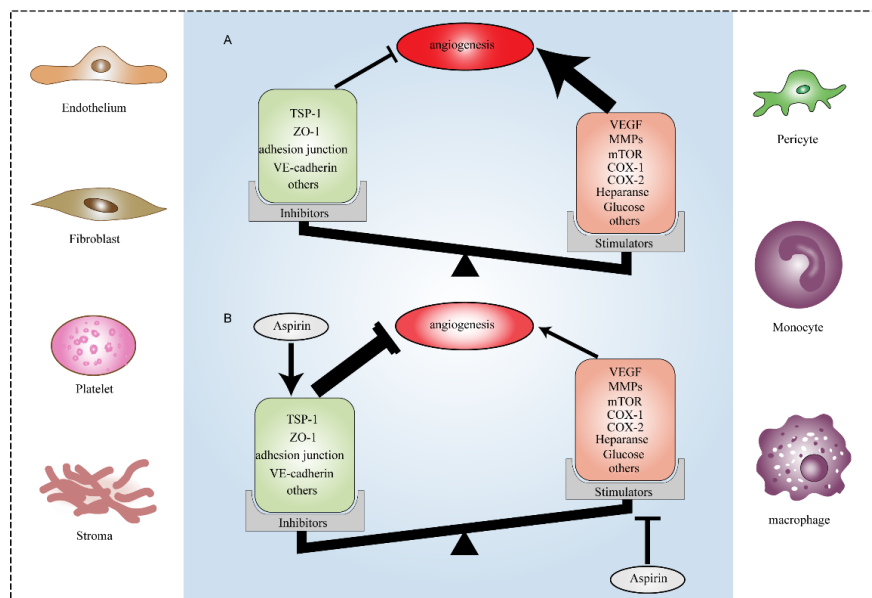 A
angiogenesis
TSP-1
ZO-1
adhesion junction
VE-cadherin
others
Inhibitors
VEGF
MMPs
mTOR
COX-1
COX-2
Heparanse
Glucose
others
Stimulators
B
Aspirin
angiogenesis
TSP-1
ZO-1
adhesion junction
VE-cadherin
others
Inhibitors
VEGF
MMPs
mTOR
COX-1
COX-2
Heparanse
Glucose
others
Stimulators
Aspirin
Endothelium
Fibroblast
Platelet
Stroma
Pericyte
Monocyte
macrophage